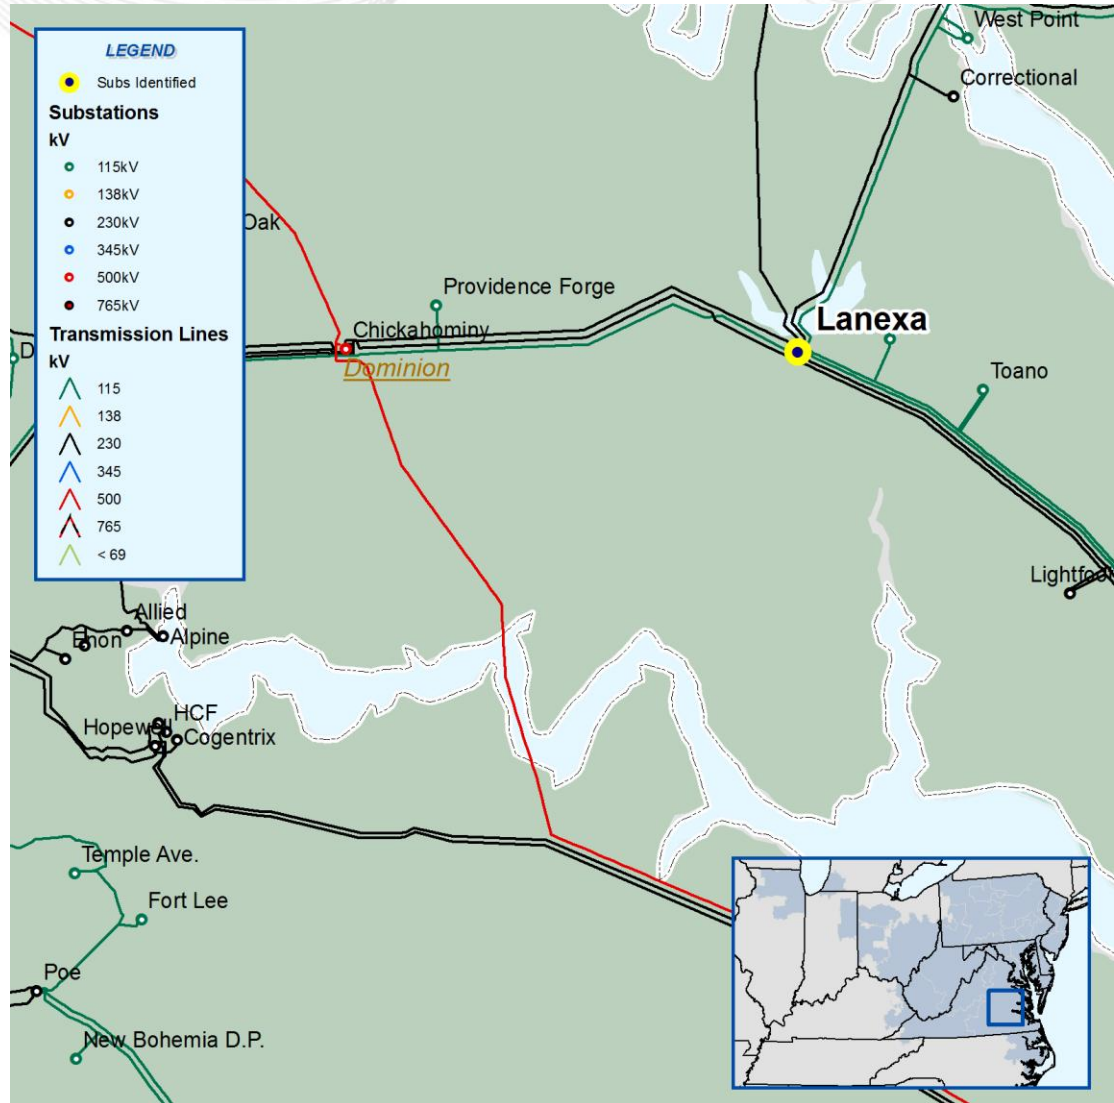 LEGEND
Subs Identified
Substations
kV
115kV
138kV
230kV
345kV
500kV
765kV
Transmission Lines
kV
115
138
230
345
500
765
< 69
West Point
Correctional
Oak
Providence Forge
Chickahominy
Dominion
Lanexa
D
Toano
Lightfoo
Allied
Enon
Alpine
HCF
Hopewell
Cogentrix
Temple Ave.
Fort Lee
Poe
New Bohemia D.P.